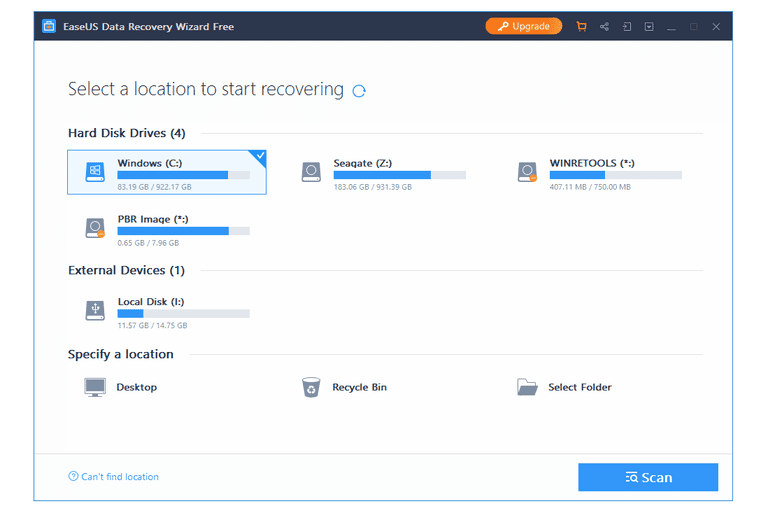 EaseUS Data Recovery Wizard Free
Upgrade
Select a location to start recovering
Hard Disk Drives (4)
Windows (C:)
83.19 GB / 922.17 GB
Seagate (Z:)
183.06 GB / 931.39 GB
WINRETOOLS (*:)
407.11 MB / 750.00 MB
PBR Image (*:)
0.65 GB / 7.96 GB
External Devices (1)
Local Disk (I:)
11.57 GB / 14.75 GB
Specify a location
Desktop
Recycle Bin
Select Folder
Can't find location
Scan